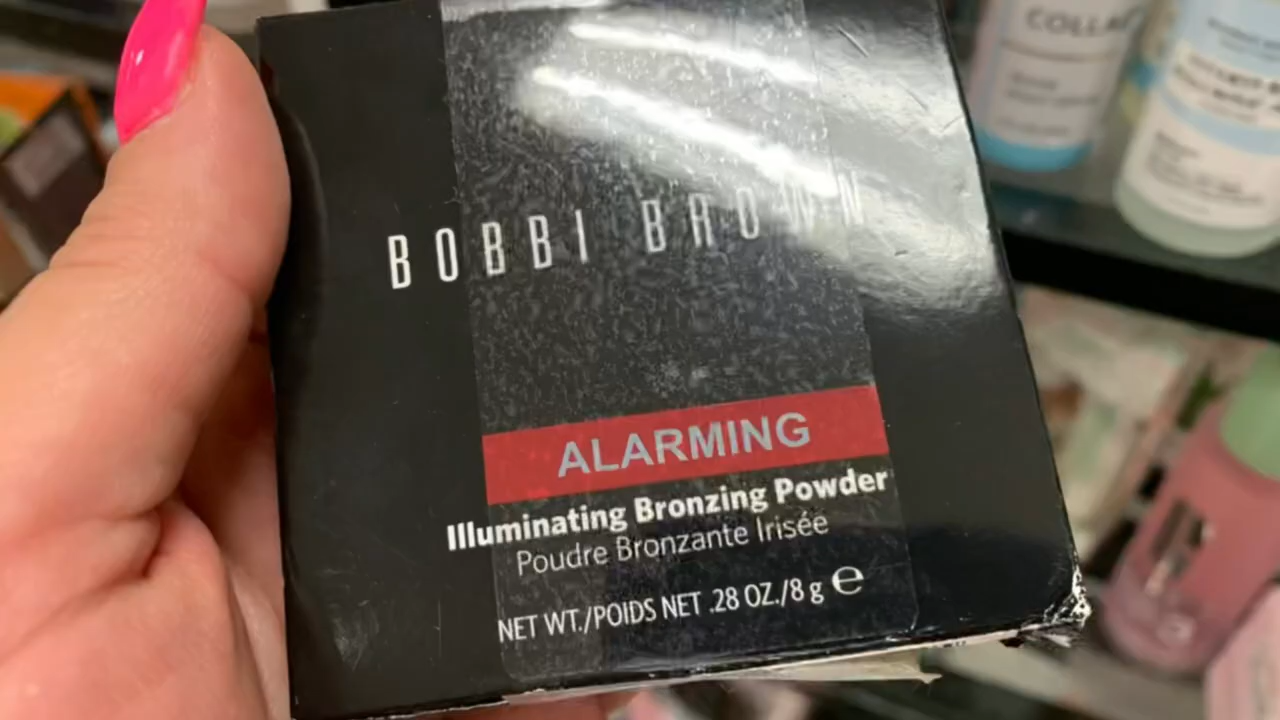 BOBBI BROWN
ALARMING
Illuminating Bronzing Powder
Poudre Bronzante Irisée
NET WT./POIDS NET .28 OZ./8 g ℮